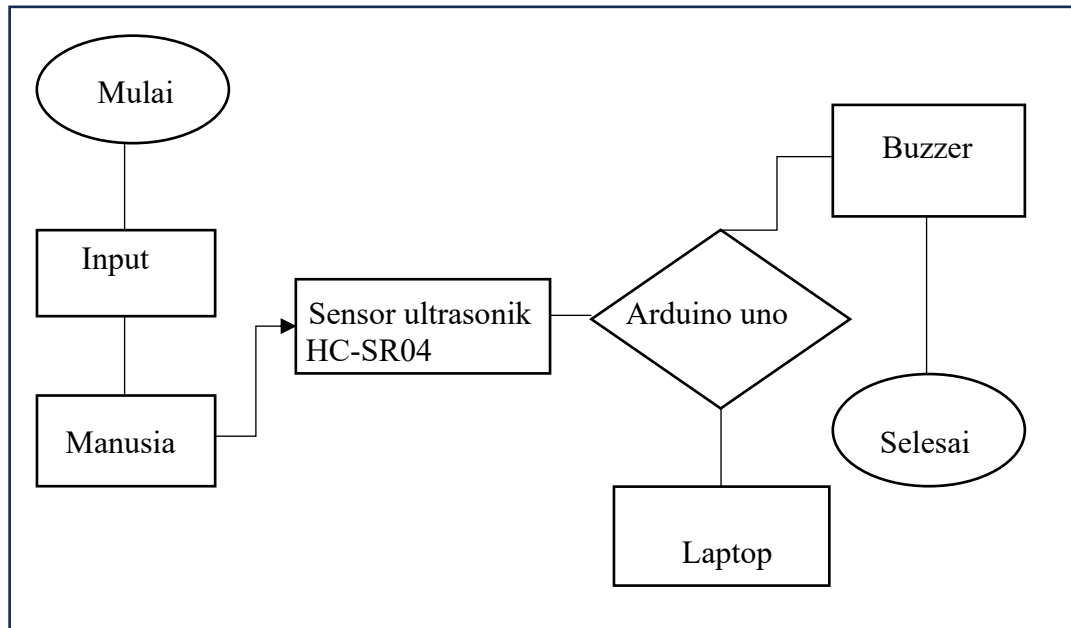 Mulai
Input
Manusia
Sensor ultrasonik
HC-SR04
Arduino uno
Laptop
Buzzer
Selesai